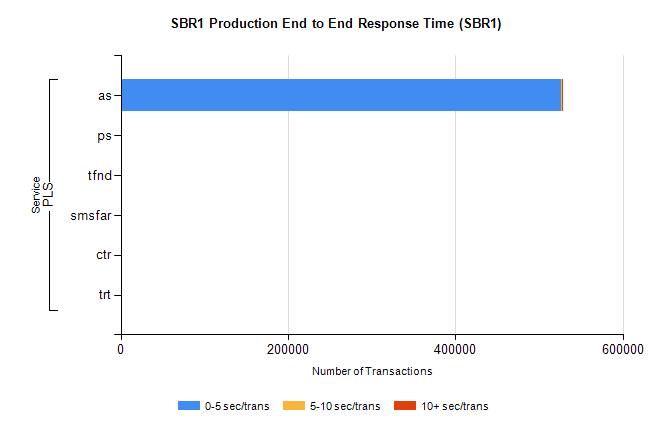 SBR1 Production End to End Response Time (SBR1)
as
ps
tfnd
smsfar
ctr
trt
Service
PLS
0 200000 400000 600000
Number of Transactions
0-5 sec/trans 5-10 sec/trans 10+ sec/trans